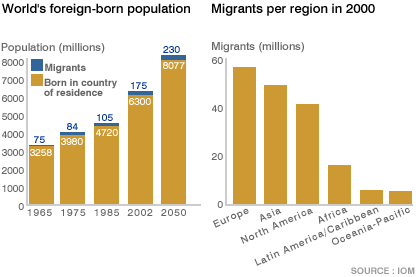 World's foreign-born population
Population (millions)
8000
7000
6000
5000
4000
3000
2000
1000
0
Migrants
Born in country
of residence
75
3258
84
3980
105
4720
175
6300
230
8077
1965 1975 1985 2002 2050
Migrants per region in 2000
Migrants (millions)
60
40
20
0
Europe
Asia
North America
Africa
Latin America/Caribbean
Oceania-Pacific
SOURCE : IOM